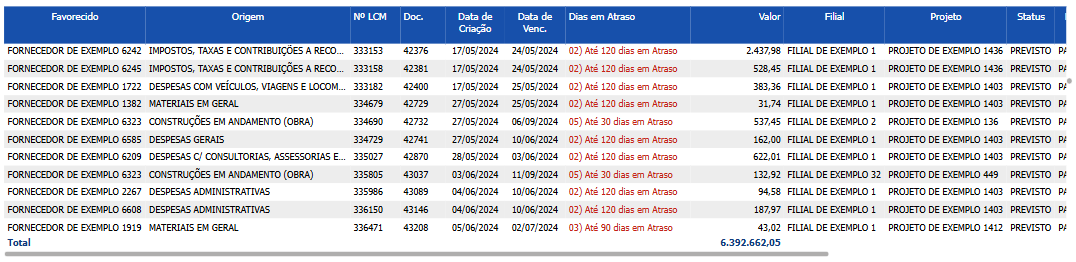 Favorecido Origem Nº LCM Doc. Data de Criação Data de Venc. Dias em Atraso Valor Filial Projeto Status
FORNECEDOR DE EXEMPLO 6242 IMPOSTOS, TAXAS E CONTRIBUIÇÕES A RECO... 333153 42376 17/05/2024 24/05/2024 02) Até 120 dias em Atraso 2.437,98 FILIAL DE EXEMPLO 1 PROJETO DE EXEMPLO 1436 PREVISTO PA
FORNECEDOR DE EXEMPLO 6245 IMPOSTOS, TAXAS E CONTRIBUIÇÕES A RECO... 333158 42381 17/05/2024 24/05/2024 02) Até 120 dias em Atraso 528,45 FILIAL DE EXEMPLO 1 PROJETO DE EXEMPLO 1436 PREVISTO PA
FORNECEDOR DE EXEMPLO 1722 DESPESAS COM VEÍCULOS, VIAGENS E LOCOM... 333182 42400 17/05/2024 25/05/2024 02) Até 120 dias em Atraso 383,36 FILIAL DE EXEMPLO 1 PROJETO DE EXEMPLO 1403 PREVISTO PA
FORNECEDOR DE EXEMPLO 1382 MATERIAIS EM GERAL 334679 42729 27/05/2024 25/05/2024 02) Até 120 dias em Atraso 31,74 FILIAL DE EXEMPLO 1 PROJETO DE EXEMPLO 1403 PREVISTO PA
FORNECEDOR DE EXEMPLO 6323 CONSTRUÇÕES EM ANDAMENTO (OBRA) 334690 42732 27/05/2024 06/09/2024 05) Até 30 dias em Atraso 537,45 FILIAL DE EXEMPLO 2 PROJETO DE EXEMPLO 136 PREVISTO PA
FORNECEDOR DE EXEMPLO 6585 DESPESAS GERAIS 334729 42741 27/05/2024 10/06/2024 02) Até 120 dias em Atraso 162,00 FILIAL DE EXEMPLO 1 PROJETO DE EXEMPLO 1403 PREVISTO PA
FORNECEDOR DE EXEMPLO 6209 DESPESAS C/ CONSULTORIAS, ASSESSORIAS E... 335027 42870 28/05/2024 03/06/2024 02) Até 120 dias em Atraso 622,01 FILIAL DE EXEMPLO 1 PROJETO DE EXEMPLO 1403 PREVISTO PA
FORNECEDOR DE EXEMPLO 6323 CONSTRUÇÕES EM ANDAMENTO (OBRA) 335805 43037 03/06/2024 11/09/2024 05) Até 30 dias em Atraso 132,92 FILIAL DE EXEMPLO 32 PROJETO DE EXEMPLO 449 PREVISTO PA
FORNECEDOR DE EXEMPLO 2267 DESPESAS ADMINISTRATIVAS 335986 43089 04/06/2024 10/06/2024 02) Até 120 dias em Atraso 94,58 FILIAL DE EXEMPLO 1 PROJETO DE EXEMPLO 1403 PREVISTO PA
FORNECEDOR DE EXEMPLO 6608 DESPESAS ADMINISTRATIVAS 336150 43146 04/06/2024 10/06/2024 02) Até 120 dias em Atraso 187,97 FILIAL DE EXEMPLO 1 PROJETO DE EXEMPLO 1403 PREVISTO PA
FORNECEDOR DE EXEMPLO 1919 MATERIAIS EM GERAL 336471 43208 05/06/2024 02/07/2024 03) Até 90 dias em Atraso 43,02 FILIAL DE EXEMPLO 1 PROJETO DE EXEMPLO 1412 PREVISTO PA
Total 6.392.662,05